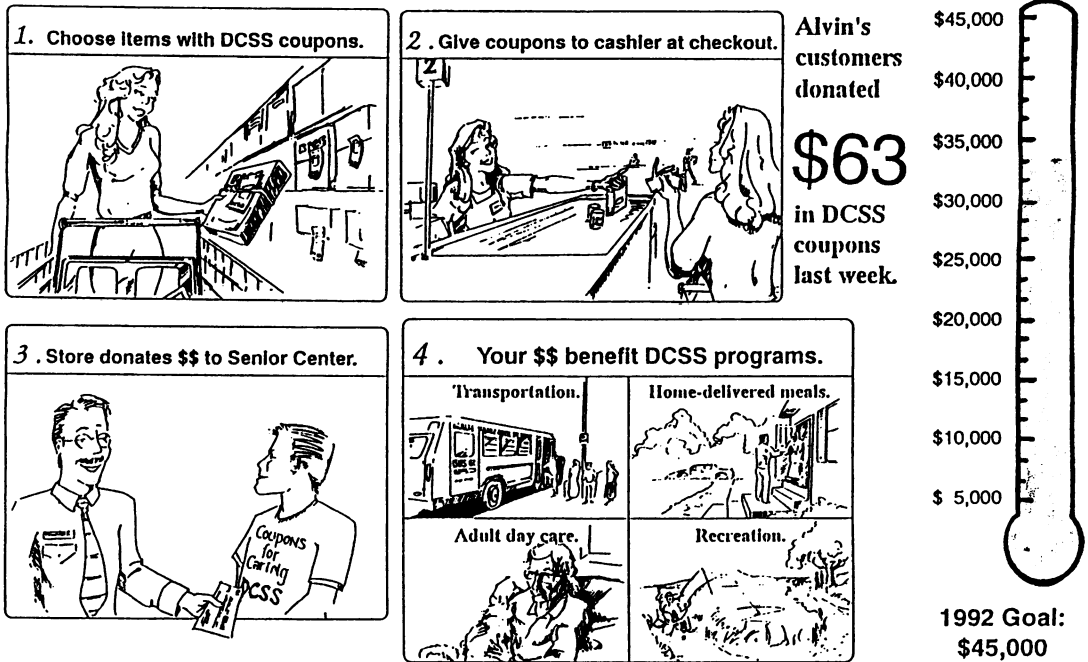 1. Choose items with DCSS coupons.
2. Give coupons to cashier at checkout.
2
Alvin's
customers
donated
$63
in DCSS
coupons
last week.
3. Store donates $$ to Senior Center.
Coupons
for
Caring
DCSS
4. Your $$ benefit DCSS programs.
Transportation.
Home-delivered meals.
Adult day care.
Recreation.
$45,000
$40,000
$35,000
$30,000
$25,000
$20,000
$15,000
$10,000
$ 5,000
1992 Goal:
$45,000